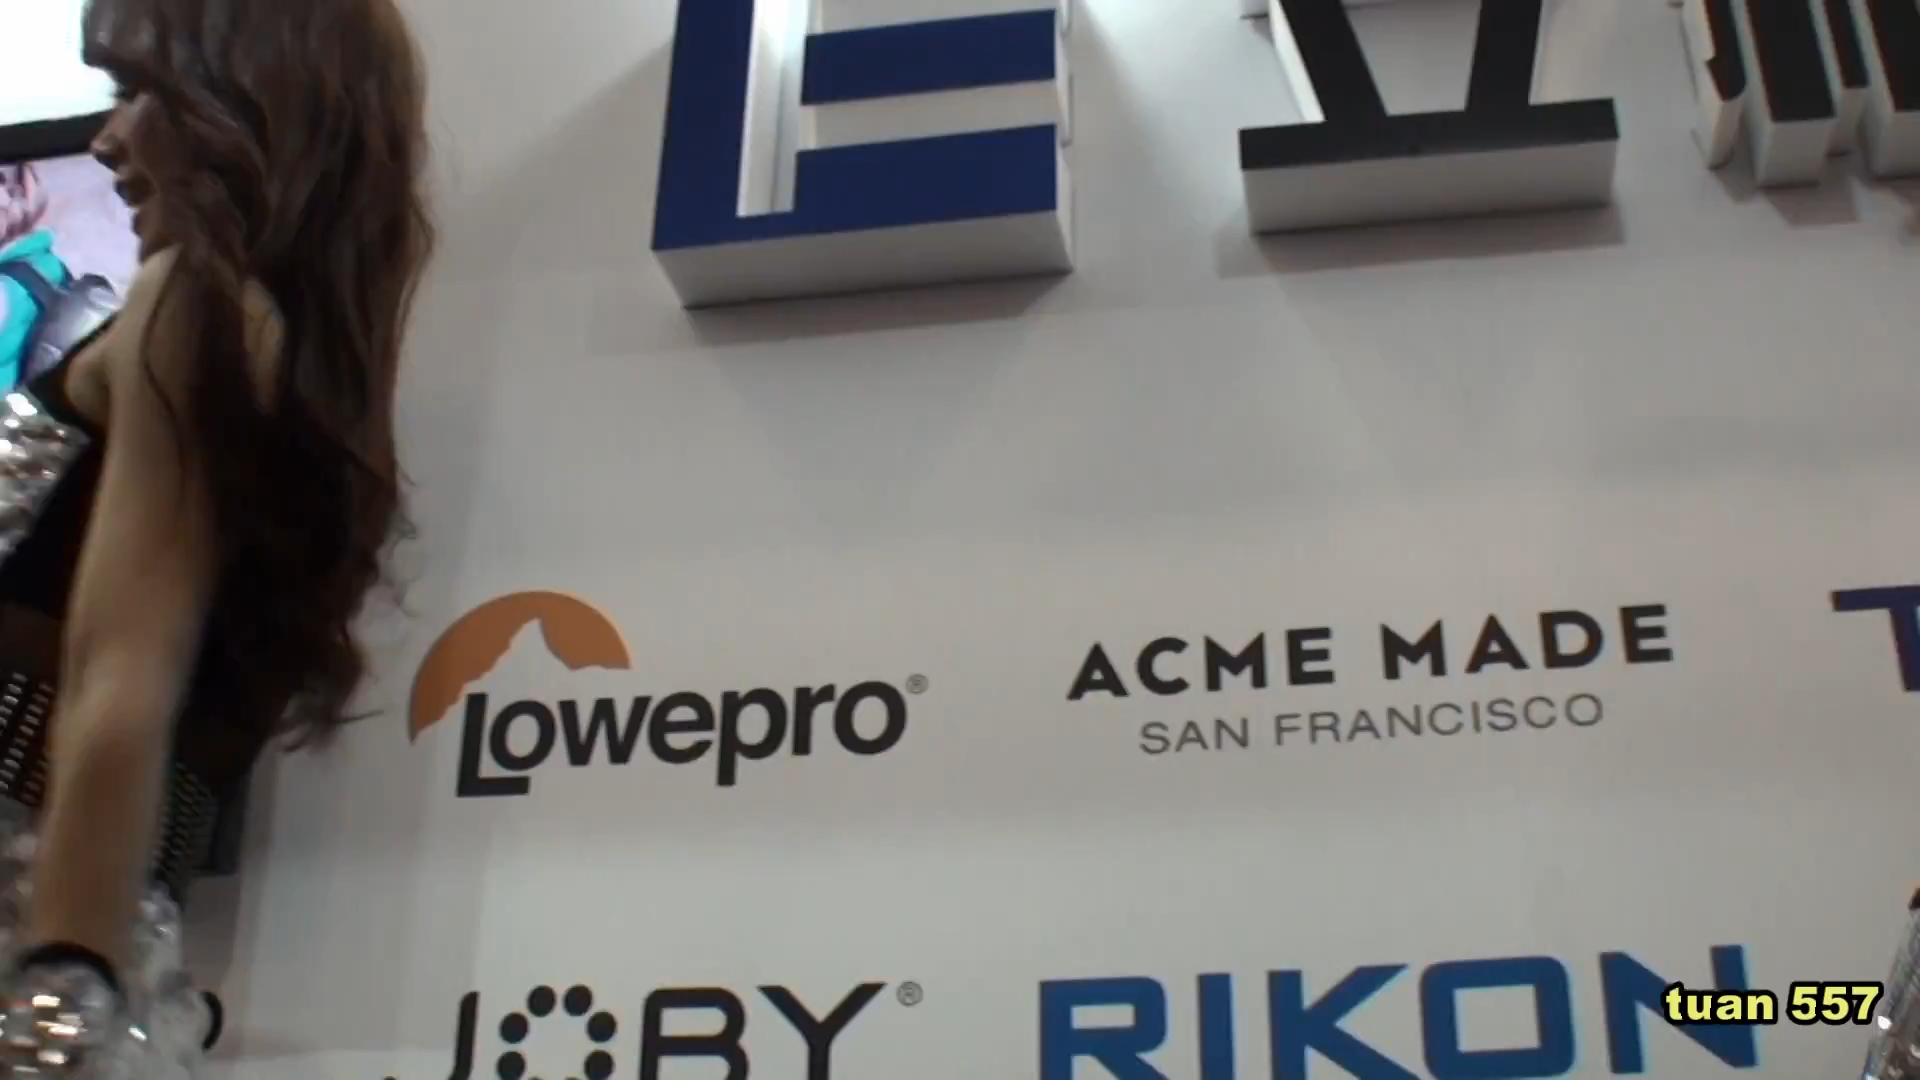 Lowepro®
ACME MADE
SAN FRANCISCO
JOBY®
RIKON
tuan 557